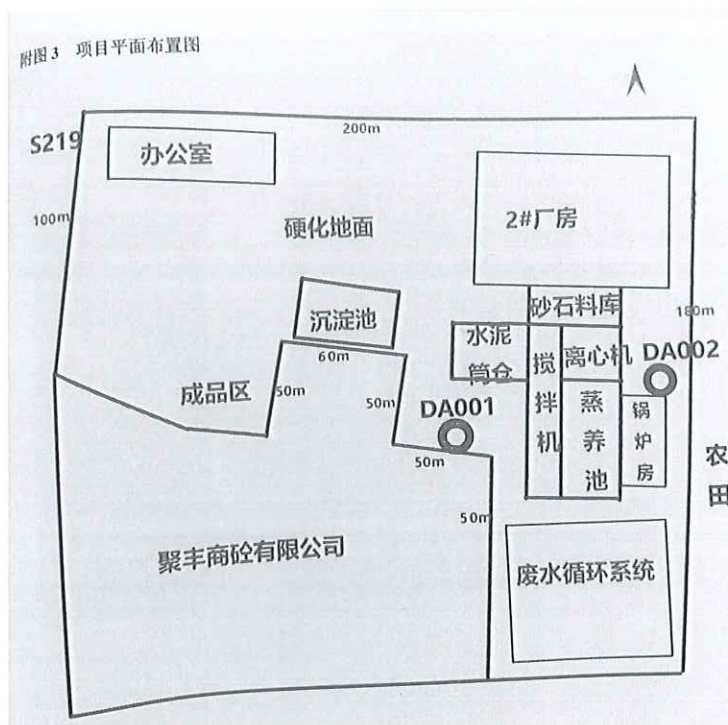 附图 3 项目平面布置图
200m
S219
办公室
100m
硬化地面
2#厂房
砂石料库
180m
沉淀池
水泥
筒仓
搅
拌
机
离心机
DA002
60m
成品区
50m
50m
DA001
蒸
养
池
锅
炉
房
农
田
50m
50m
聚丰商砼有限公司
废水循环系统